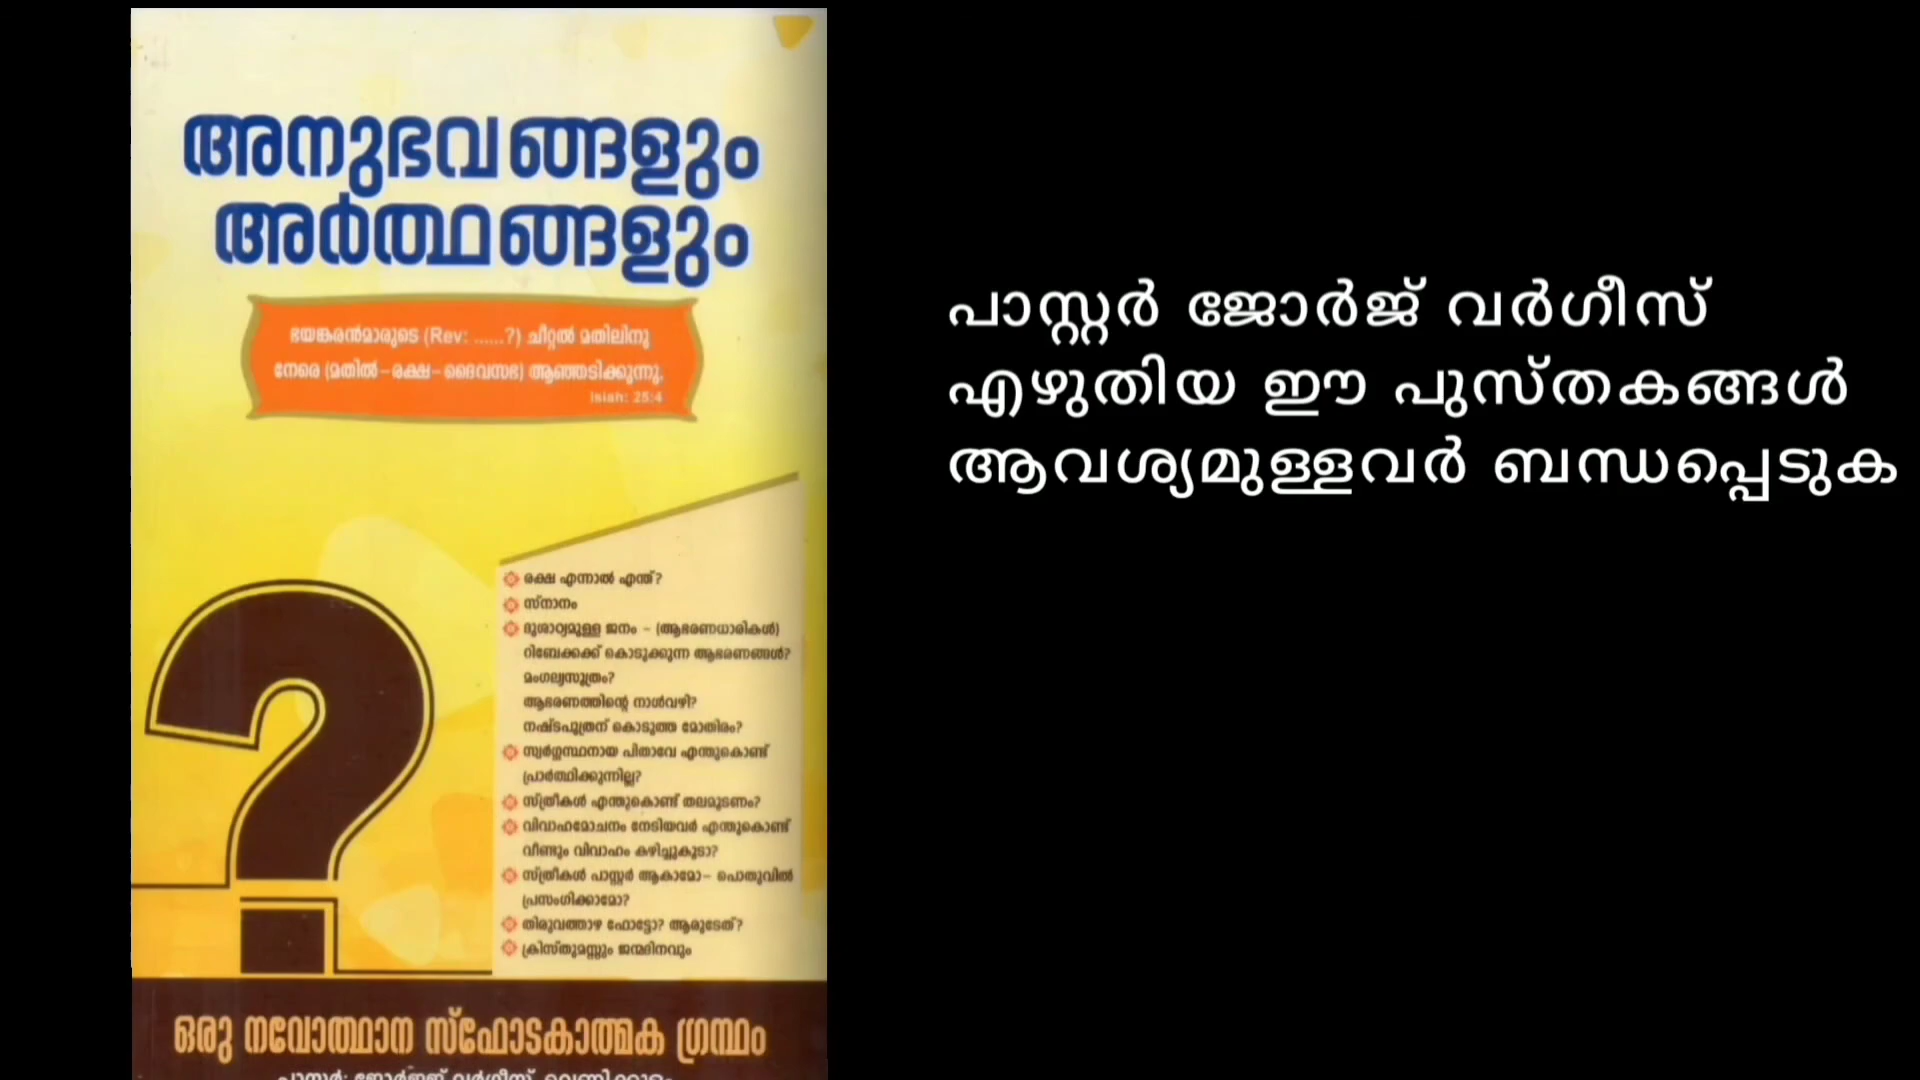 അനുഭവങ്ങളും
അർത്ഥങ്ങളും
ഭയങ്കരൻമാരുടെ (Rev: ......?) ചീറ്റൽ മതിലിനു
നേരെ (മതിൽ-രക്ഷ-ദൈവസഭ) ആഞ്ഞടിക്കുന്നു.
Isiah: 25:4
രക്ഷ എന്നാൽ എന്ത്?
സ്നാനം
ദുശാഠ്യമുള്ള ജനം - (ആഭരണധാരികൾ)
റിബേക്കക്ക് കൊടുക്കുന്ന ആഭരണങ്ങൾ?
മംഗല്യസൂത്രം?
ആഭരണത്തിന്റെ നാൾവഴി?
നഷ്ടപുത്രന് കൊടുത്ത മോതിരം?
സ്വർഗ്ഗസ്ഥനായ പിതാവേ എന്തുകൊണ്ട്
പ്രാർത്ഥിക്കുന്നില്ല?
സ്ത്രീകൾ എന്തുകൊണ്ട് തലമൂടണം?
വിവാഹമോചനം നേടിയവർ എന്തുകൊണ്ട്
വീണ്ടും വിവാഹം കഴിച്ചുകൂടാ?
സ്ത്രീകൾ പാസ്റ്റർ ആകാമോ- പൊതുവിൽ
പ്രസംഗിക്കാമോ?
തിരുവത്താഴ ഫോട്ടോ? ആരുടേത്?
ക്രിസ്തുമസ്സും ജന്മദിനവും
ഒരു നവോത്ഥാന സ്ഫോടകാത്മക ഗ്രന്ഥം
പാസ്റ്റർ ജോർജ് വർഗീസ്
എഴുതിയ ഈ പുസ്തകങ്ങൾ
ആവശ്യമുള്ളവർ ബന്ധപ്പെടുക